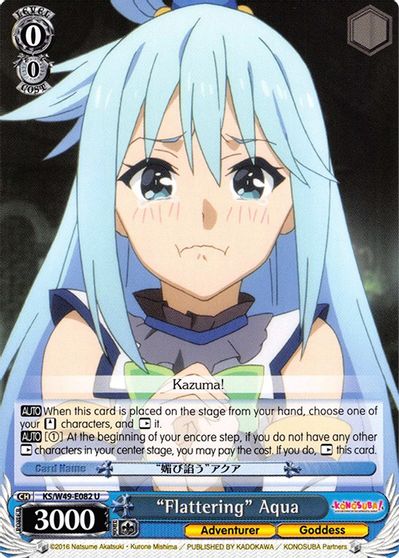 LEVEL
0
0
COST
Kazuma!
AUTO When this card is placed on the stage from your hand, choose one of
your characters, and it.
AUTO [①] At the beginning of your encore step, if you do not have any other
characters in your center stage, you may pay the cost. If you do, this card.
Card Name "媚び諂う"アクア
CH KS/W49-E082 U
"Flattering" Aqua
KONOSUBA!
POWER 3000 SOUL
Adventurer Goddess
©2016 Natsume Akatsuki・Kurone Mishima / PUBLISHED BY KADOKAWA / KONOSUBA Partners